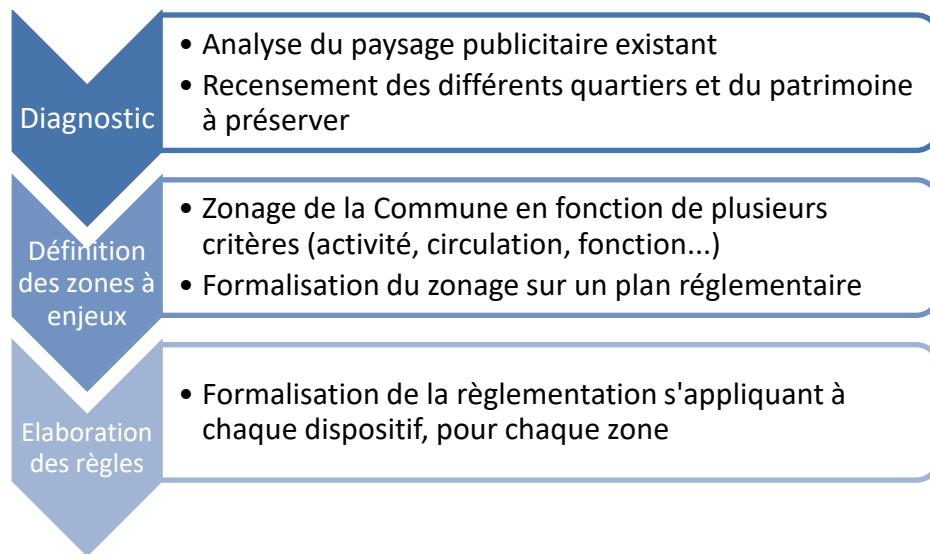 Diagnostic
• Analyse du paysage publicitaire existant
• Recensement des différents quartiers et du patrimoine
à préserver
Définition
des zones à
enjeux
• Zonage de la Commune en fonction de plusieurs
critères (activité, circulation, fonction...)
• Formalisation du zonage sur un plan réglementaire
Elaboration
des règles
• Formalisation de la règlementation s'appliquant à
chaque dispositif, pour chaque zone